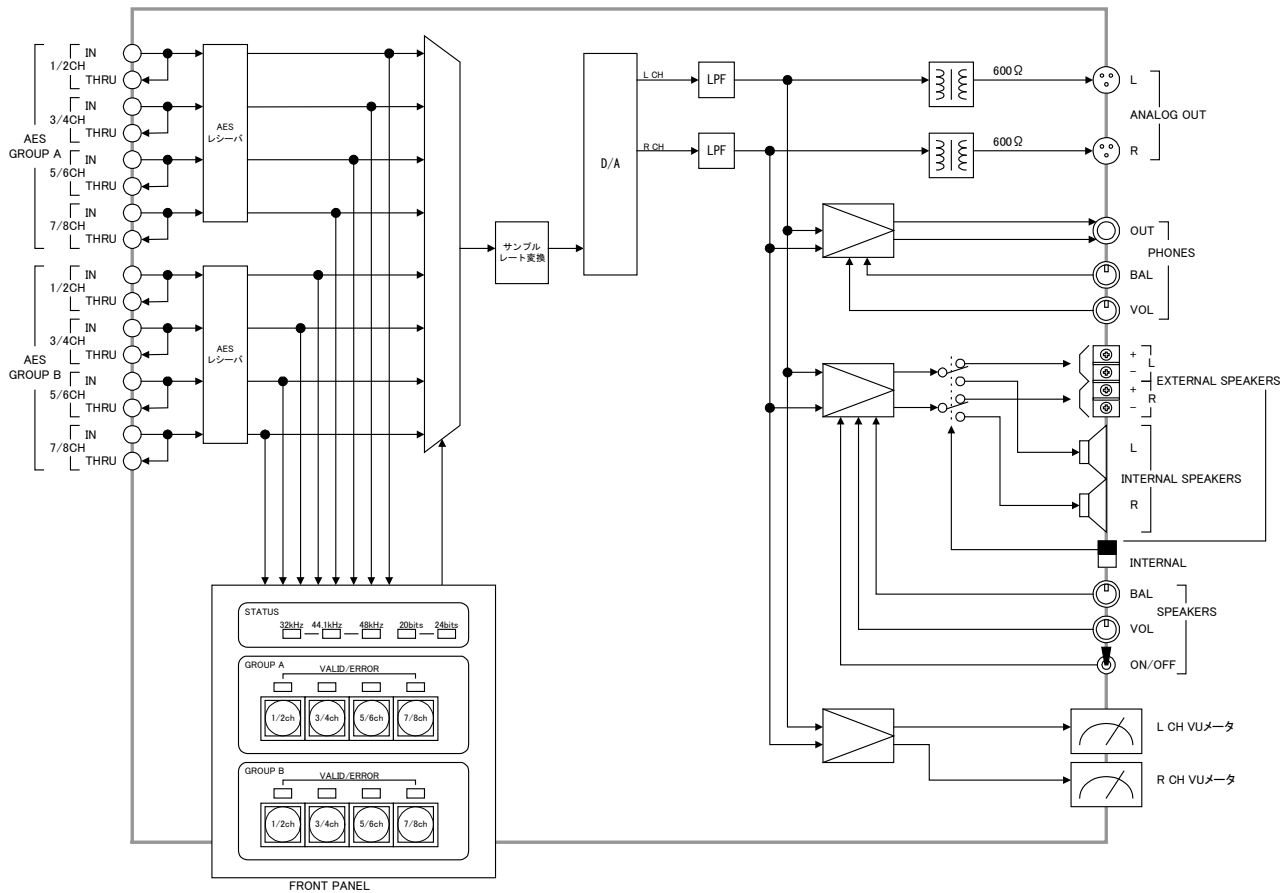 AES
GROUP A
1/2CH
IN
THRU
3/4CH
IN
THRU
5/6CH
IN
THRU
7/8CH
IN
THRU
AES
レシーバ
AES
GROUP B
1/2CH
IN
THRU
3/4CH
IN
THRU
5/6CH
IN
THRU
7/8CH
IN
THRU
AES
レシーバ
サンプル
レート変換
D/A
L CH
R CH
LPF
LPF
600Ω
600Ω
L
R
ANALOG OUT
OUT
BAL
VOL
PHONES
+
−
+
−
L
R
EXTERNAL SPEAKERS
L
R
INTERNAL SPEAKERS
INTERNAL
BAL
VOL
ON/OFF
SPEAKERS
L CH VUメータ
R CH VUメータ
STATUS
32kHz
44.1kHz
48kHz
20bits
24bits
GROUP A
VALID/ERROR
1/2ch
3/4ch
5/6ch
7/8ch
GROUP B
VALID/ERROR
1/2ch
3/4ch
5/6ch
7/8ch
FRONT PANEL